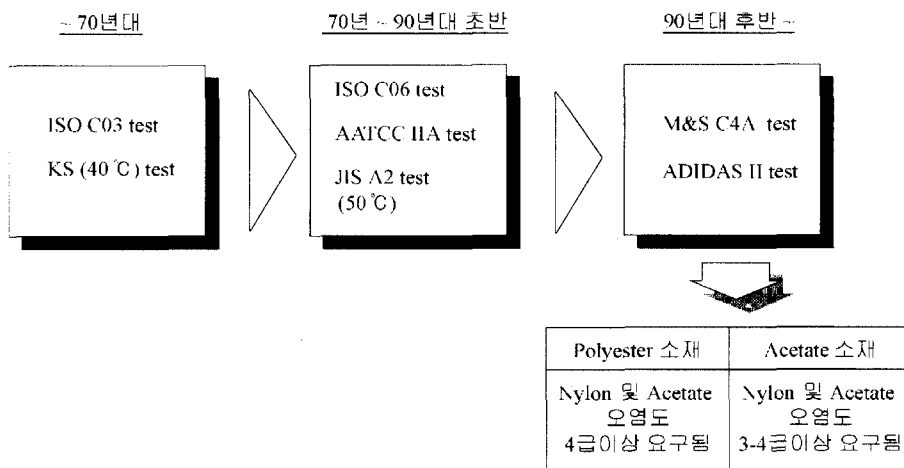 ~ 70년대
70년 ~ 90년대 초반
90년대 후반 ~
ISO C03 test
KS (40℃) test
ISO C06 test
AATCC IIA test
JIS A2 test
(50℃)
M&S C4A test
ADIDAS II test
Polyester 소재
Acetate 소재
Nylon 및 Acetate
오염도
4급이상 요구됨
Nylon 및 Acetate
오염도
3-4급이상 요구됨